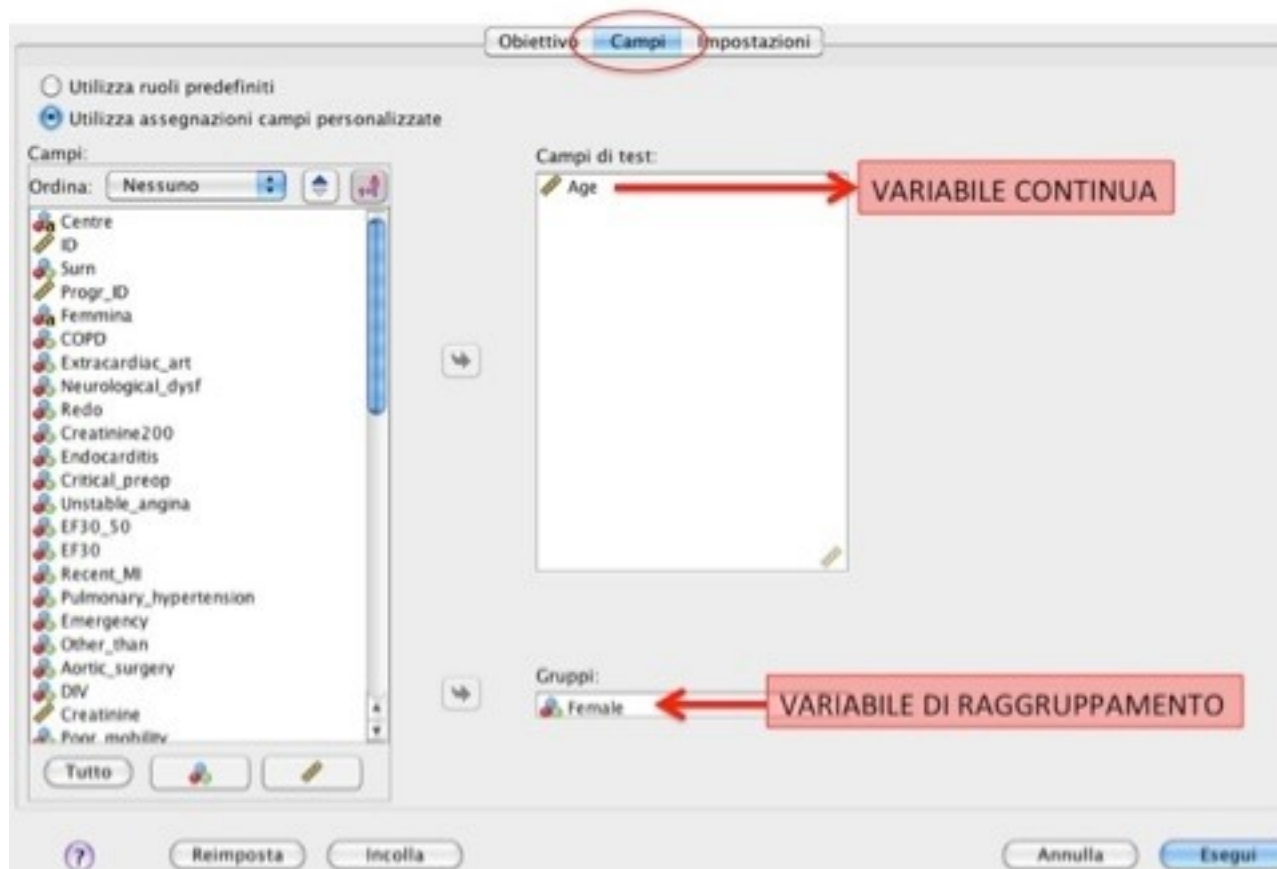 Obiettivo Campi Impostazioni
Utilizza ruoli predefiniti
Utilizza assegnazioni campi personalizzate
Campi:
Ordina: Nessuno
Centre
ID
Surn
Progr_ID
Femmina
COPD
Extracardiac_art
Neurological_dysf
Redo
Creatinine200
Endocarditis
Critical_preop
Unstable_angina
EF30_50
EF30
Recent_MI
Pulmonary_hypertension
Emergency
Other_than
Aortic_surgery
DIV
Creatinine
Poor_mobility
Tutto
Campi di test:
Age
VARIABILE CONTINUA
Gruppi:
Female
VARIABILE DI RAGGRUPPAMENTO
? Reimposta Incolla Annulla Esegui